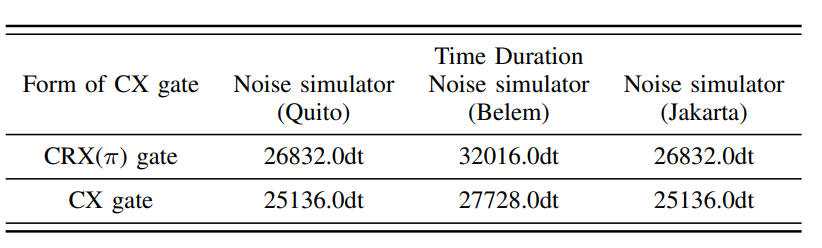 Time Duration
Form of CX gate Noise simulator Noise simulator Noise simulator
(Quito) (Belem) (Jakarta)
CRX(π) gate 26832.0dt 32016.0dt 26832.0dt
CX gate 25136.0dt 27728.0dt 25136.0dt